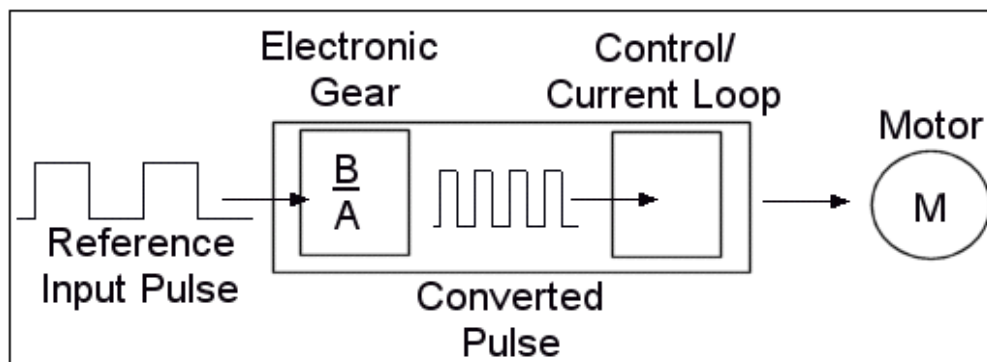 Electronic
Gear
Control/
Current Loop
Motor
B
A
M
Reference
Input Pulse
Converted
Pulse